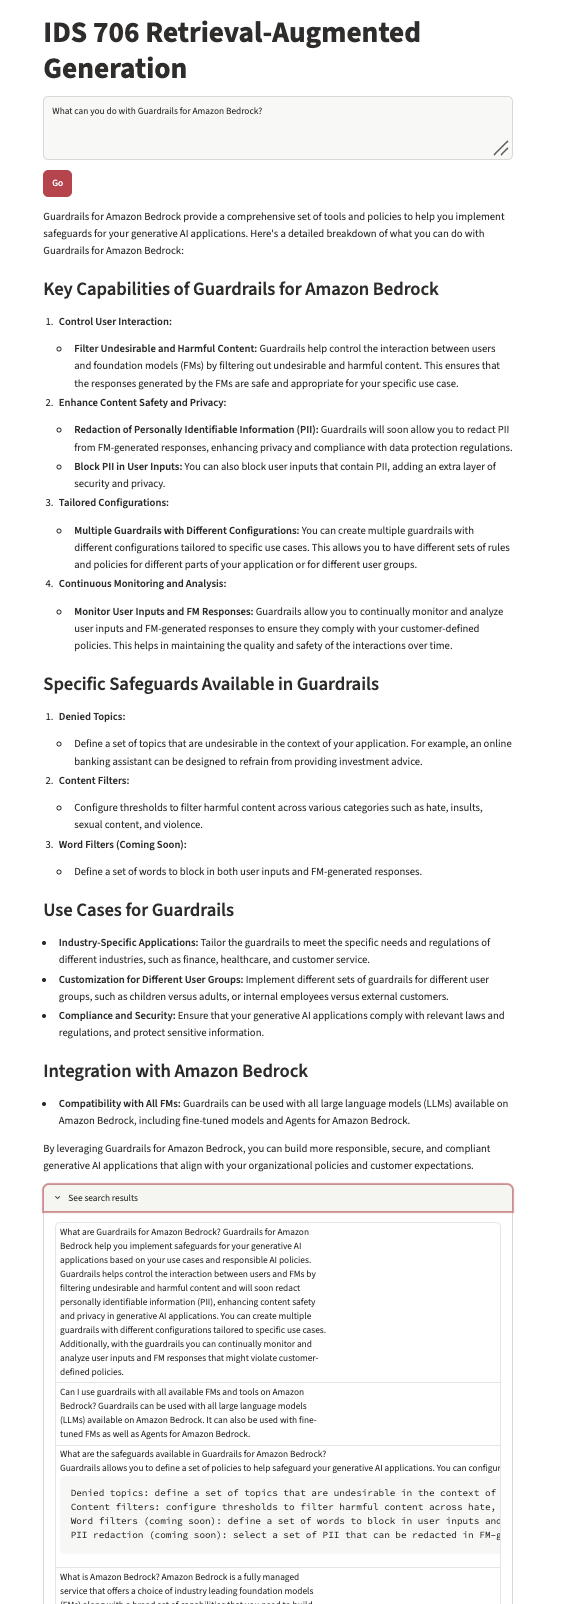 IDS 706 Retrieval-Augmented
Generation
What can you do with Guardrails for Amazon Bedrock?
Go
Guardrails for Amazon Bedrock provide a comprehensive set of tools and policies to help you implement
safeguards for your generative AI applications. Here's a detailed breakdown of what you can do with
Guardrails for Amazon Bedrock:
Key Capabilities of Guardrails for Amazon Bedrock
1. Control User Interaction:
Filter Undesirable and Harmful Content: Guardrails help control the interaction between users
and foundation models (FMs) by filtering out undesirable and harmful content. This ensures that
the responses generated by the FMs are safe and appropriate for your specific use case.
2. Enhance Content Safety and Privacy:
Redaction of Personally Identifiable Information (PII): Guardrails will soon allow you to redact PII
from FM-generated responses, enhancing privacy and compliance with data protection regulations.
Block PII in User Inputs: You can also block user inputs that contain PII, adding an extra layer of
security and privacy.
3. Tailored Configurations:
Multiple Guardrails with Different Configurations: You can create multiple guardrails with
different configurations tailored to specific use cases. This allows you to have different sets of rules
and policies for different parts of your application or for different user groups.
4. Continuous Monitoring and Analysis:
Monitor User Inputs and FM Responses: Guardrails allow you to continually monitor and analyze
user inputs and FM-generated responses to ensure they comply with your customer-defined
policies. This helps in maintaining the quality and safety of the interactions over time.
Specific Safeguards Available in Guardrails
1. Denied Topics:
Define a set of topics that are undesirable in the context of your application. For example, an online
banking assistant can be designed to refrain from providing investment advice.
2. Content Filters:
Configure thresholds to filter harmful content across various categories such as hate, insults,
sexual content, and violence.
3. Word Filters (Coming Soon):
Define a set of words to block in both user inputs and FM-generated responses.
Use Cases for Guardrails
Industry-Specific Applications: Tailor the guardrails to meet the specific needs and regulations of
different industries, such as finance, healthcare, and customer service.
Customization for Different User Groups: Implement different sets of guardrails for different user
groups, such as children versus adults, or internal employees versus external customers.
Compliance and Security: Ensure that your generative AI applications comply with relevant laws and
regulations, and protect sensitive information.
Integration with Amazon Bedrock
Compatibility with All FMs: Guardrails can be used with all large language models (LLMs) available on
Amazon Bedrock, including fine-tuned models and Agents for Amazon Bedrock.
By leveraging Guardrails for Amazon Bedrock, you can build more responsible, secure, and compliant
generative AI applications that align with your organizational policies and customer expectations.
See search results
What are Guardrails for Amazon Bedrock? Guardrails for Amazon
Bedrock help you implement safeguards for your generative AI
applications based on your use cases and responsible AI policies.
Guardrails helps control the interaction between users and FMs by
filtering undesirable and harmful content and will soon redact
personally identifiable information (PII), enhancing content safety
and privacy in generative AI applications. You can create multiple
guardrails with different configurations tailored to specific use cases.
Additionally, with the guardrails you can continually monitor and
analyze user inputs and FM responses that might violate customer-
defined policies.
Can I use guardrails with all available FMs and tools on Amazon
Bedrock? Guardrails can be used with all large language models
(LLMs) available on Amazon Bedrock. It can also be used with fine-
tuned FMs as well as Agents for Amazon Bedrock.
What are the safeguards available in Guardrails for Amazon Bedrock?
Guardrails allows you to define a set of policies to help safeguard your generative AI applications. You can configur
Denied topics: define a set of topics that are undesirable in the context of
Content filters: configure thresholds to filter harmful content across hate,
Word filters (coming soon): define a set of words to block in user inputs and
PII redaction (coming soon): select a set of PII that can be redacted in FM-g
What is Amazon Bedrock? Amazon Bedrock is a fully managed
service that offers a choice of industry leading foundation models